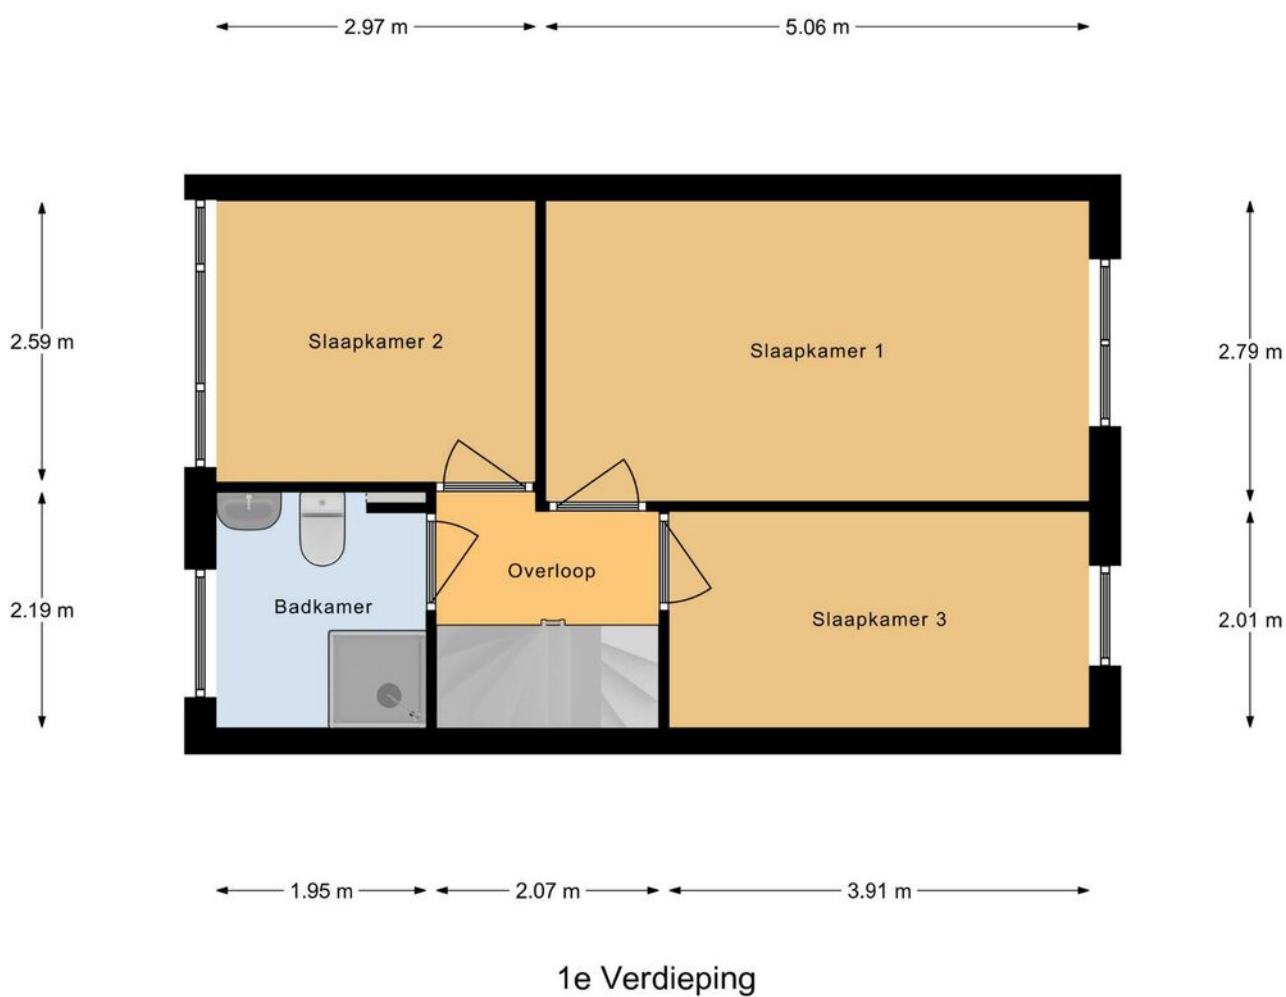 2.97 m
5.06 m
2.59 m
Slaapkamer 2
Slaapkamer 1
2.79 m
Overloop
Badkamer
2.19 m
Slaapkamer 3
2.01 m
1.95 m
2.07 m
3.91 m
1e Verdieping